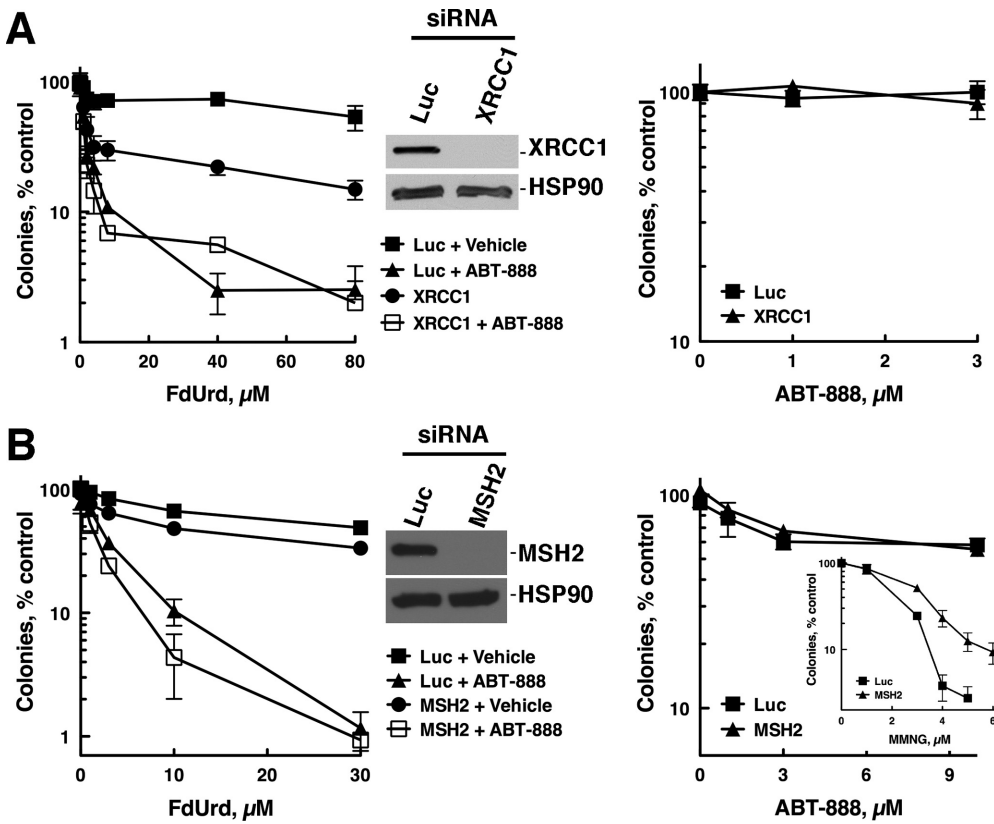 A
siRNA
Luc
XRCC1
-XRCC1
-HSP90
Colonies, % control
100
10
1
0
20
40
60
80
FdUrd, µM
Luc + Vehicle
Luc + ABT-888
XRCC1
XRCC1 + ABT-888
Colonies, % control
100
10
Luc
XRCC1
0
1
2
3
ABT-888, µM
B
siRNA
Luc
MSH2
-MSH2
-HSP90
Colonies, % control
100
10
1
0
10
20
30
FdUrd, µM
Luc + Vehicle
Luc + ABT-888
MSH2 + Vehicle
MSH2 + ABT-888
Colonies, % control
100
10
Luc
MSH2
0
3
6
9
ABT-888, µM
Colonies, % control
100
10
Luc
MSH2
0
2
4
6
MMNG, µM